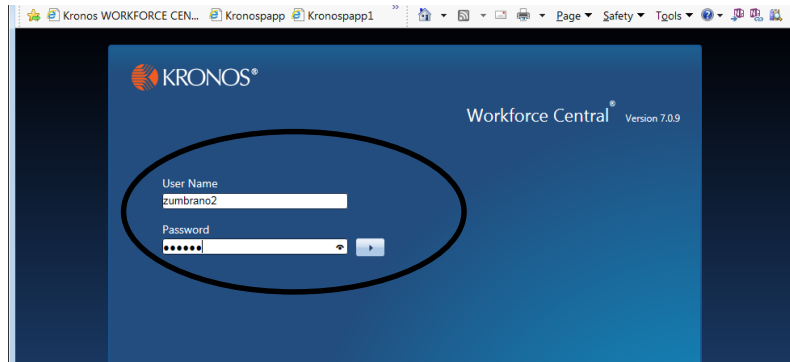 Kronos WORKFORCE CEN... Kronospapp Kronospapp1 » Page Safety Tools
KRONOS®
Workforce Central® Version 7.0.9
User Name
zumbrano2
Password
••••••